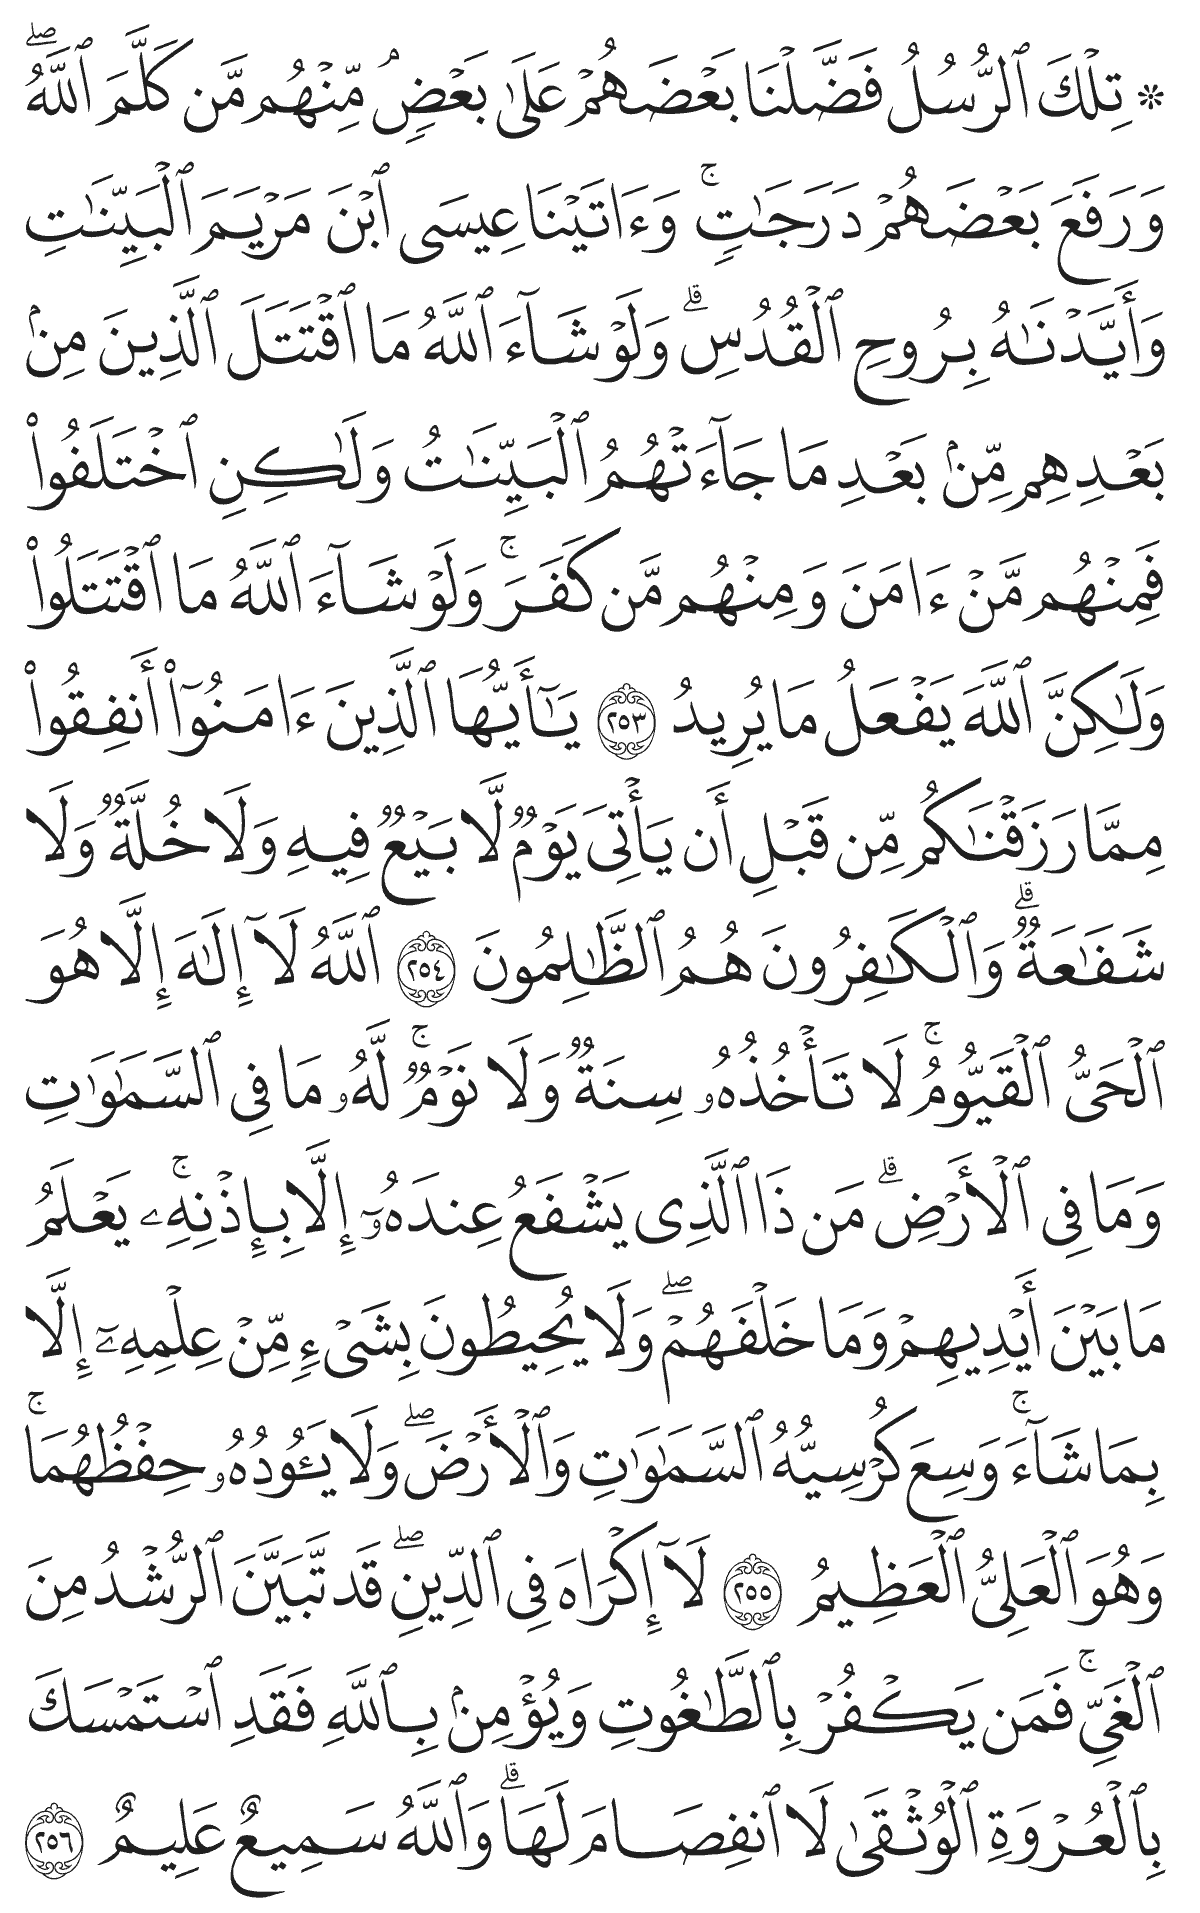 ۞ تِلْكَ ٱلرُّسُلُ فَضَّلْنَا بَعْضَهُمْ عَلَىٰ بَعْضٍۢ مِّنْهُم مَّن كَلَّمَ ٱللَّهُ ۖ
وَرَفَعَ بَعْضَهُمْ دَرَجَـٰتٍۢ ۚ وَءَاتَيْنَا عِيسَى ٱبْنَ مَرْيَمَ ٱلْبَيِّنَـٰتِ
وَأَيَّدْنَـٰهُ بِرُوحِ ٱلْقُدُسِ ۗ وَلَوْ شَآءَ ٱللَّهُ مَا ٱقْتَتَلَ ٱلَّذِينَ مِنۢ
بَعْدِهِم مِّنۢ بَعْدِ مَا جَآءَتْهُمُ ٱلْبَيِّنَـٰتُ وَلَـٰكِنِ ٱخْتَلَفُوا۟
فَمِنْهُم مَّنْ ءَامَنَ وَمِنْهُم مَّن كَفَرَ ۚ وَلَوْ شَآءَ ٱللَّهُ مَا ٱقْتَتَلُوا۟
وَلَـٰكِنَّ ٱللَّهَ يَفْعَلُ مَا يُرِيدُ ٢٥٣ يَـٰٓأَيُّهَا ٱلَّذِينَ ءَامَنُوٓا۟ أَنفِقُوا۟
مِمَّا رَزَقْنَـٰكُم مِّن قَبْلِ أَن يَأْتِىَ يَوْمٌۭ لَّا بَيْعٌۭ فِيهِ وَلَا خُلَّةٌۭ وَلَا
شَفَـٰعَةٌۭ ۗ وَٱلْكَـٰفِرُونَ هُمُ ٱلظَّـٰلِمُونَ ٢٥٤ ٱللَّهُ لَآ إِلَـٰهَ إِلَّا هُوَ
ٱلْحَىُّ ٱلْقَيُّومُ ۚ لَا تَأْخُذُهُۥ سِنَةٌۭ وَلَا نَوْمٌۭ ۚ لَّهُۥ مَا فِى ٱلسَّمَـٰوَٰتِ
وَمَا فِى ٱلْأَرْضِ ۗ مَن ذَا ٱلَّذِى يَشْفَعُ عِندَهُۥٓ إِلَّا بِإِذْنِهِۦ ۚ يَعْلَمُ
مَا بَيْنَ أَيْدِيهِمْ وَمَا خَلْفَهُمْ ۖ وَلَا يُحِيطُونَ بِشَىْءٍۢ مِّنْ عِلْمِهِۦٓ إِلَّا
بِمَا شَآءَ ۚ وَسِعَ كُرْسِيُّهُ ٱلسَّمَـٰوَٰتِ وَٱلْأَرْضَ ۖ وَلَا يَـُٔودُهُۥ حِفْظُهُمَا ۚ
وَهُوَ ٱلْعَلِىُّ ٱلْعَظِيمُ ٢٥٥ لَآ إِكْرَاهَ فِى ٱلدِّينِ ۖ قَد تَّبَيَّنَ ٱلرُّشْدُ مِنَ
ٱلْغَىِّ ۚ فَمَن يَكْفُرْ بِٱلطَّـٰغُوتِ وَيُؤْمِنۢ بِٱللَّهِ فَقَدِ ٱسْتَمْسَكَ
بِٱلْعُرْوَةِ ٱلْوُثْقَىٰ لَا ٱنفِصَامَ لَهَا ۗ وَٱللَّهُ سَمِيعٌ عَلِيمٌ ٢٥٦